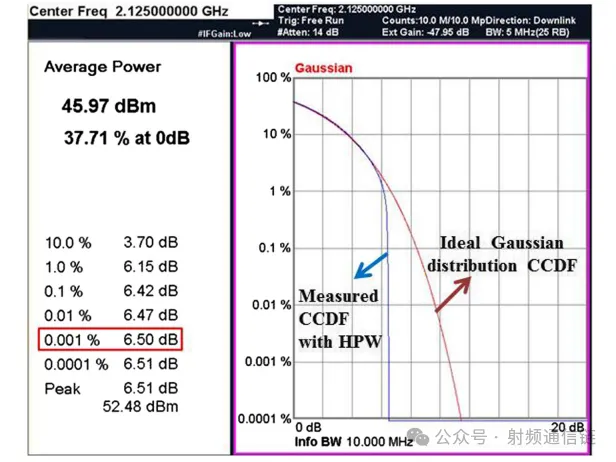 Center Freq 2.125000000 GHz
#IFGain:Low
Center Freq: 2.125000000 GHz
Trig: Free Run Counts:10.0 M/10.0 MpDirection: Downlink
#Atten: 14 dB Ext Gain: -47.95 dB BW: 5 MHz(25 RB)
Average Power
45.97 dBm
37.71 % at 0dB
10.0 % 3.70 dB
1.0 % 6.15 dB
0.1 % 6.42 dB
0.01 % 6.47 dB
0.001 % 6.50 dB
0.0001 % 6.51 dB
Peak 6.51 dB
52.48 dBm
Gaussian
100 %
10 %
1 %
0.1 %
0.01 %
0.001 %
0.0001 %
Ideal Gaussian
distribution CCDF
Measured
CCDF
with HPW
0 dB 20 dB
Info BW 10.000 MHz
公众号 · 射频通信链